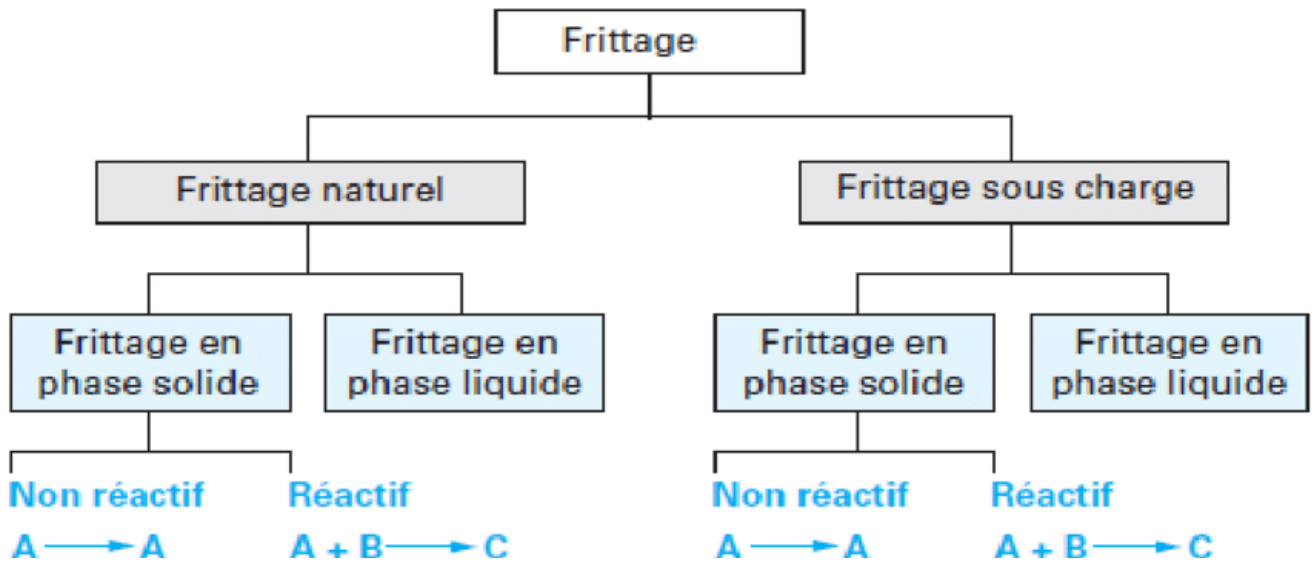 Frittage
Frittage naturel
Frittage sous charge
Frittage en
phase solide
Frittage en
phase liquide
Frittage en
phase solide
Frittage en
phase liquide
Non réactif
Réactif
Non réactif
Réactif
A → A
A + B → C
A → A
A + B → C